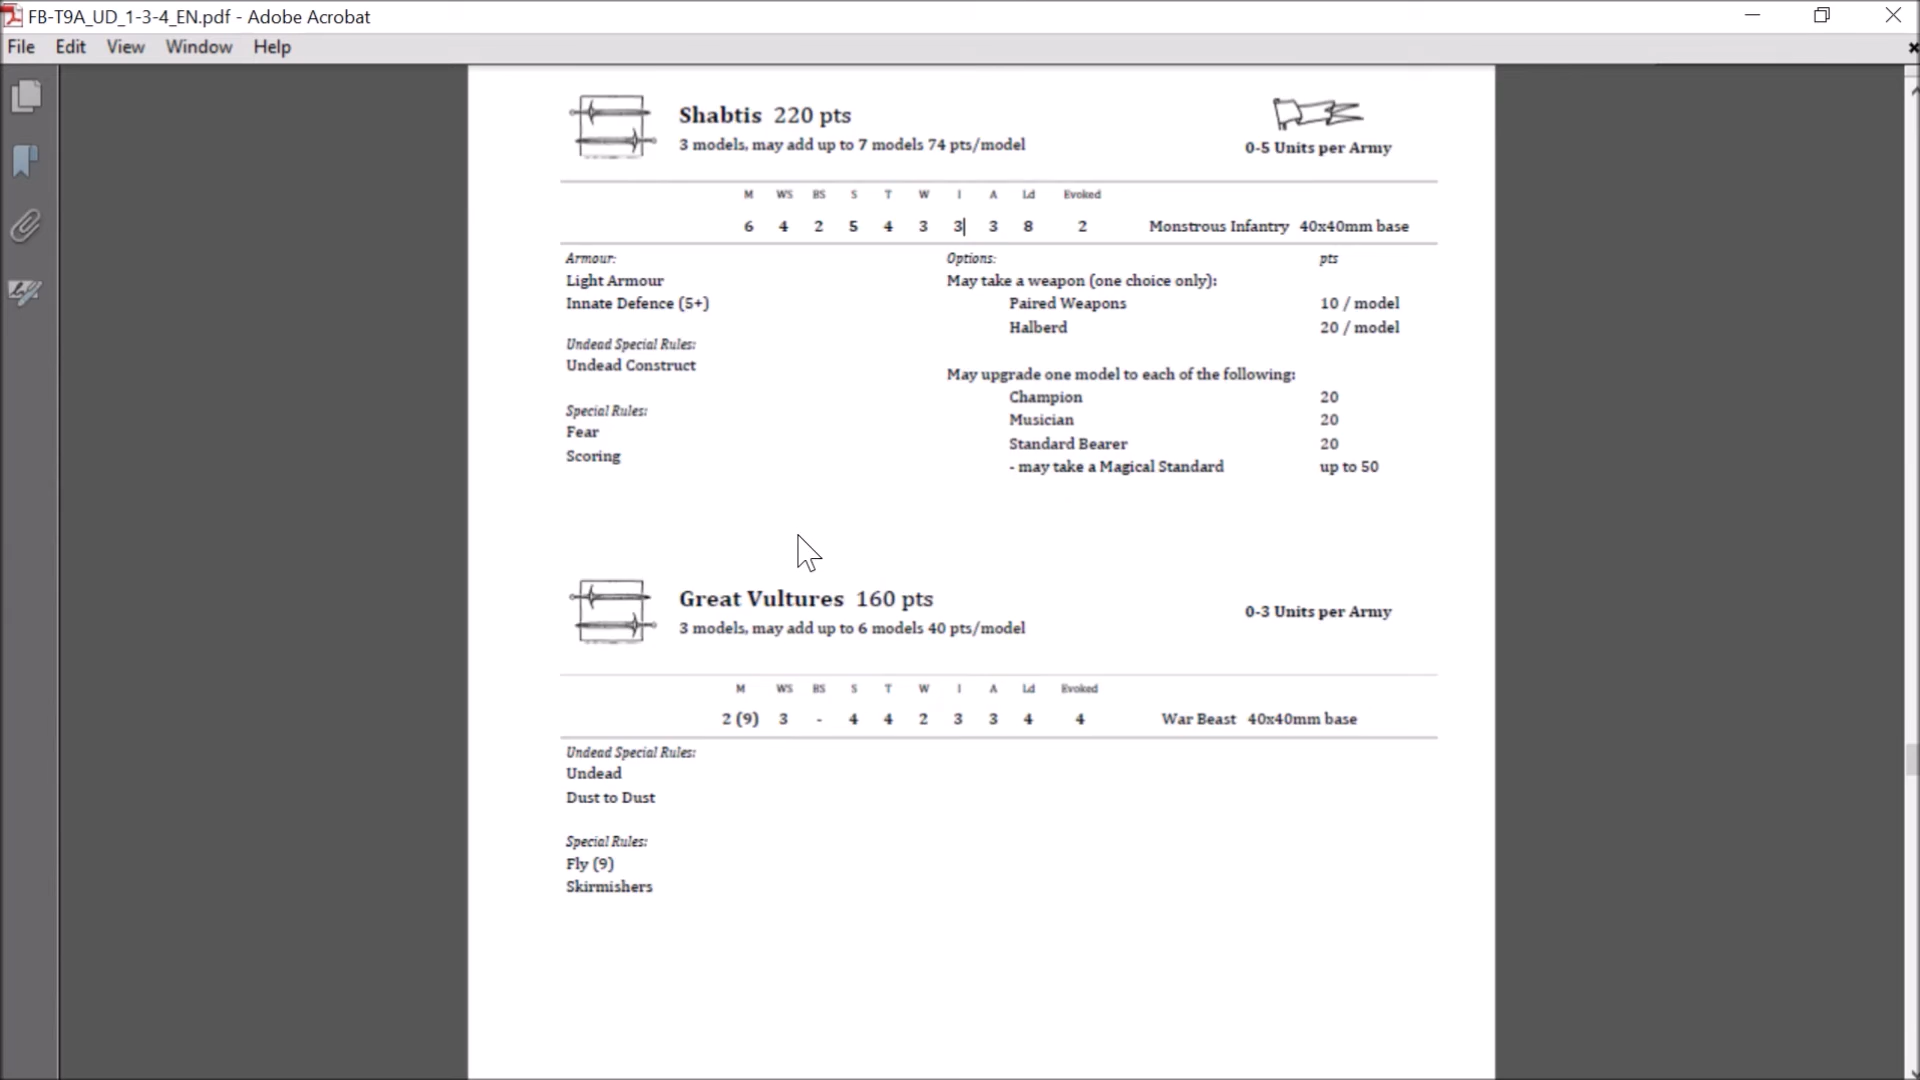 FB-T9A_UD_1-3-4_EN.pdf - Adobe Acrobat
File Edit View Window Help
Shabtis 220 pts
3 models, may add up to 7 models 74 pts/model
0-5 Units per Army
M WS BS S T W I A Ld Evoked
6 4 2 5 4 3 3 3 8 2 Monstrous Infantry 40x40mm base
Armour:
Light Armour
Innate Defence (5+)
Undead Special Rules:
Undead Construct
Special Rules:
Fear
Scoring
Options: pts
May take a weapon (one choice only):
Paired Weapons 10 / model
Halberd 20 / model
May upgrade one model to each of the following:
Champion 20
Musician 20
Standard Bearer 20
- may take a Magical Standard up to 50
Great Vultures 160 pts
3 models, may add up to 6 models 40 pts/model
0-3 Units per Army
M WS BS S T W I A Ld Evoked
2 (9) 3 - 4 4 2 3 3 4 4 War Beast 40x40mm base
Undead Special Rules:
Undead
Dust to Dust
Special Rules:
Fly (9)
Skirmishers